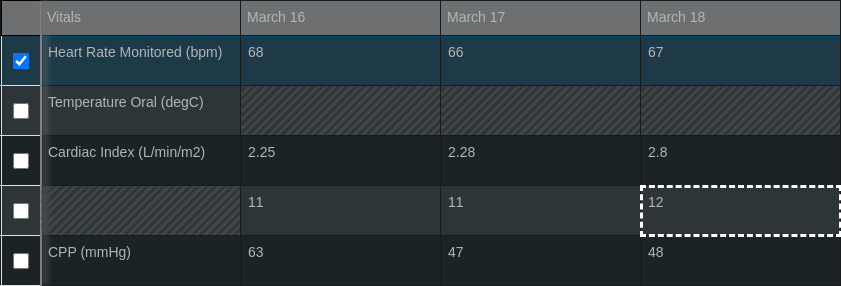 Vitals March 16 March 17 March 18
Heart Rate Monitored (bpm) 68 66 67
Temperature Oral (degC)
Cardiac Index (L/min/m2) 2.25 2.28 2.8
11 11 12
CPP (mmHg) 63 47 48